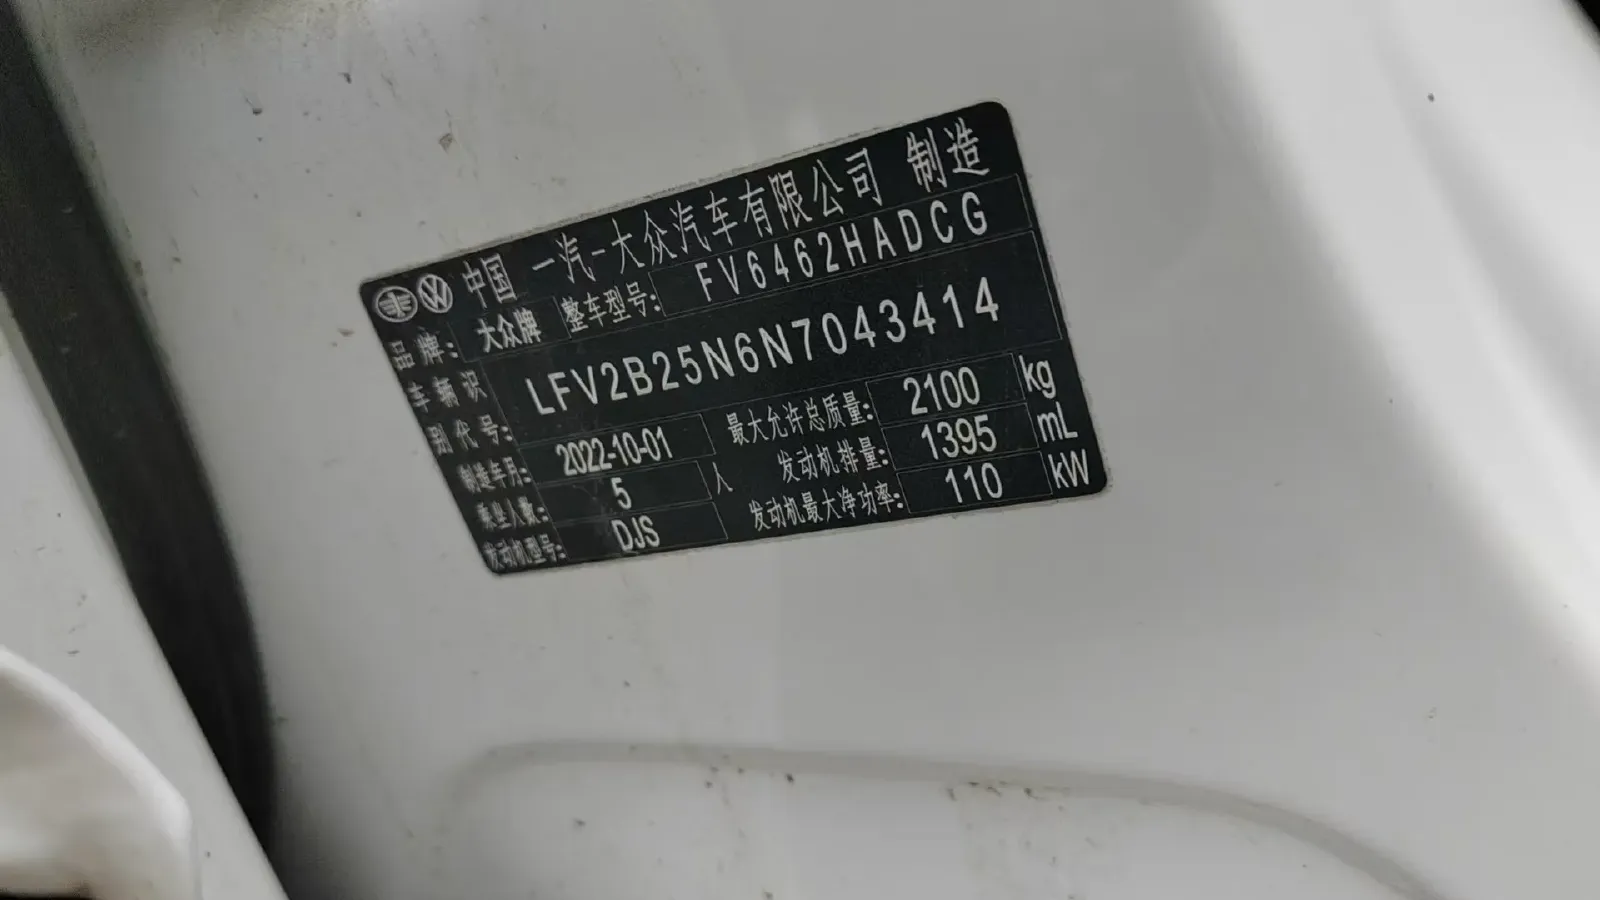 中国 一汽-大众汽车有限公司 制造
品牌: 大众牌 整车型号: FV6462HADCG
车辆识别代号: LFV2B25N6N7043414
制造年月: 2022-10-01 最大允许总质量: 2100 kg
乘坐人数: 5 人 发动机排量: 1395 mL
发动机型号: DJS 发动机最大净功率: 110 kW